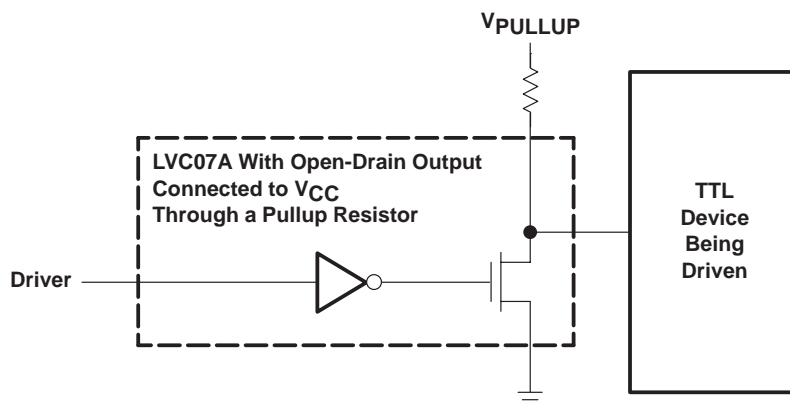 VPULLUP
LVC07A With Open-Drain Output
Connected to VCC
Through a Pullup Resistor
Driver
TTL
Device
Being
Driven